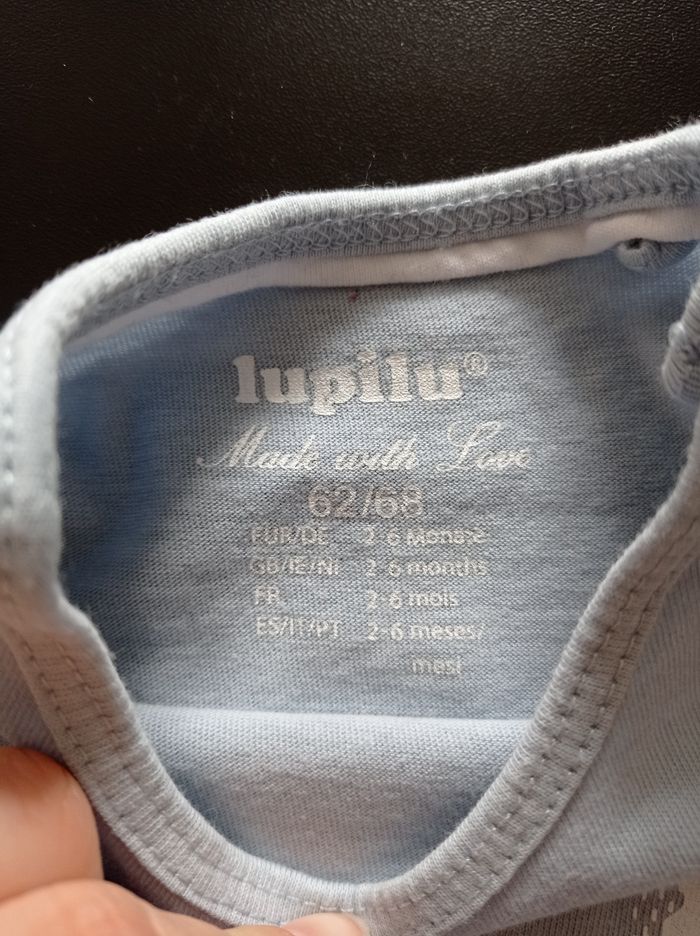 lupilu®
Made with Love
62/68
EUR/DE 2-6 Monate
GB/IE/NI 2-6 months
FR 2-6 mois
ES/IT/PT 2-6 meses/
mesi